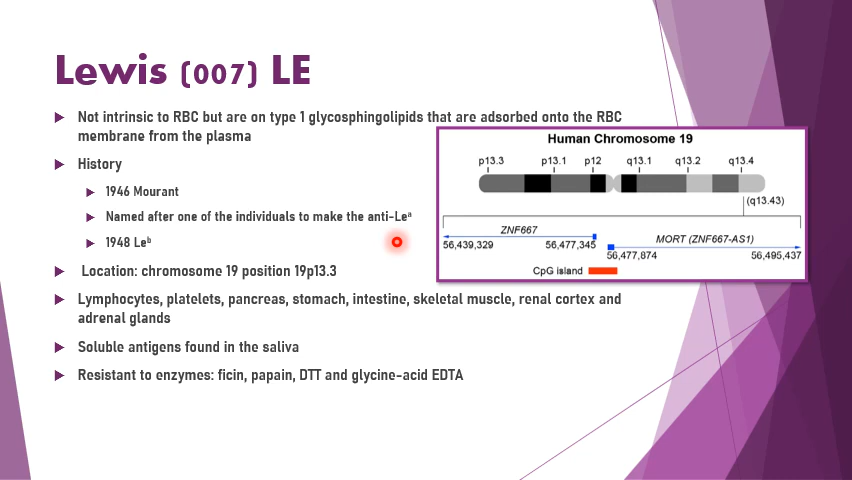 Lewis (007) LE
Not intrinsic to RBC but are on type 1 glycosphingolipids that are adsorbed onto the RBC
membrane from the plasma
History
1946 Mourant
Named after one of the individuals to make the anti-Leᵃ
1948 Leᵇ
Location: chromosome 19 position 19p13.3
Lymphocytes, platelets, pancreas, stomach, intestine, skeletal muscle, renal cortex and
adrenal glands
Soluble antigens found in the saliva
Resistant to enzymes: ficin, papain, DTT and glycine-acid EDTA
Human Chromosome 19
p13.3 p13.1 p12 q13.1 q13.2 q13.4
(q13.43)
ZNF667
MORT (ZNF667-AS1)
56,439,329 56,477,345
56,477,874 56,495,437
CpG island